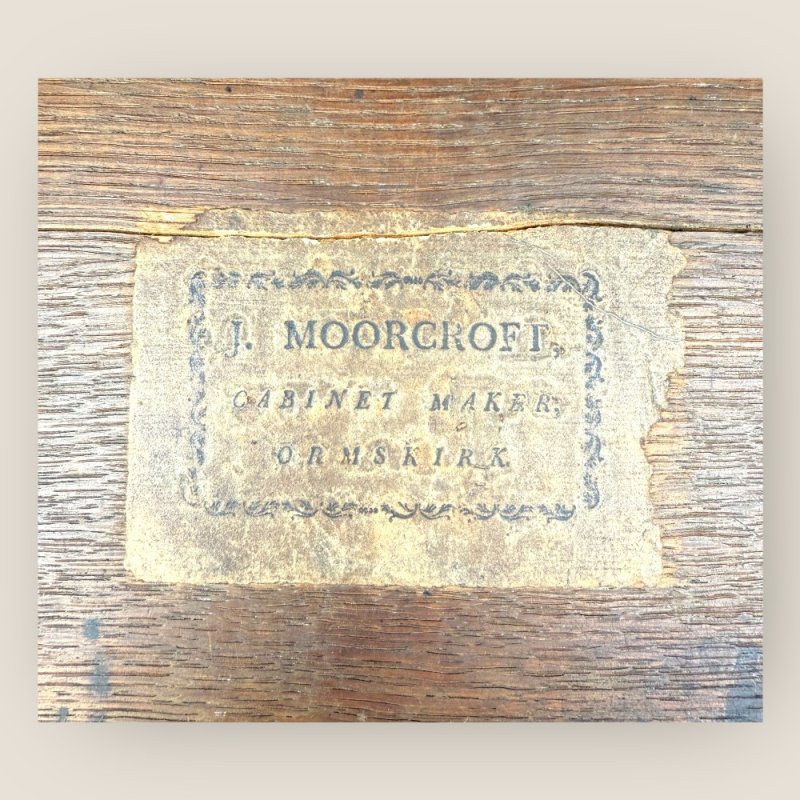 J. MOORCROFT,
CABINET MAKER,
ORMSKIRK